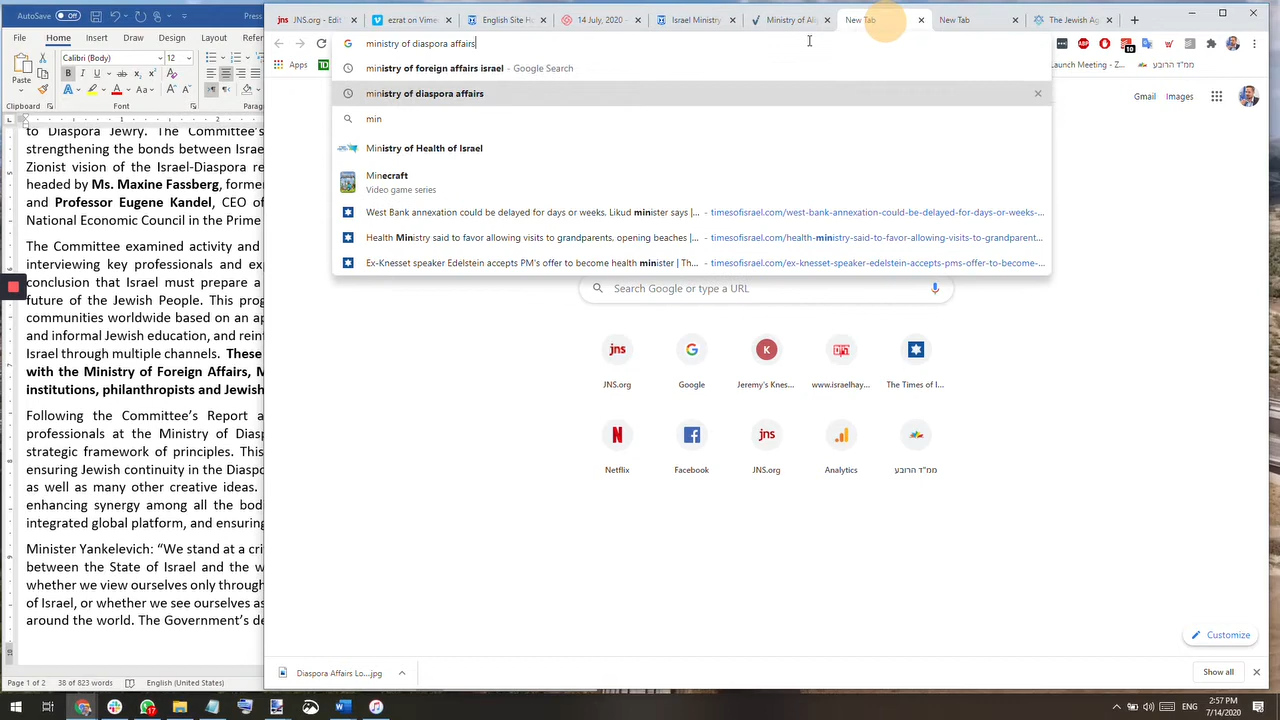 AutoSave Off
JNS.org - Edit
ezrat on Vime
English Site H
14 July, 2020 -
Israel Ministry
Ministry of Ali
New Tab
New Tab
The Jewish Ag
File Home Insert
Calibri (Body) 12
Paste
Clipboard Font
ministry of diaspora affairs
ministry of foreign affairs israel - Google Search
ministry of diaspora affairs
min
Ministry of Health of Israel
Minecraft
Video game series
West Bank annexation could be delayed for days or weeks, Likud minister says |... - timesofisrael.com/west-bank-annexation-could-be-delayed-for-days-or-weeks-...
Health Ministry said to favor allowing visits to grandparents, opening beaches |... - timesofisrael.com/health-ministry-said-to-favor-allowing-visits-to-grandparent...
Ex-Knesset speaker Edelstein accepts PM's offer to become health minister | Th... - timesofisrael.com/ex-knesset-speaker-edelstein-accepts-pms-offer-to-become-...
Apps
Launch Meeting - Z...
ממ"ד הרובע
Gmail Images
Search Google or type a URL
jns
JNS.org
Google
K
Jeremy's Knes...
www.israelhay...
The Times of I...
Netflix
Facebook
jns
JNS.org
Analytics
ממ"ד הרובע
Customize
to Diaspora Jewry. The Committee's
strengthening the bonds between Israe
Zionist vision of the Israel-Diaspora re
headed by Ms. Maxine Fassberg, former
and Professor Eugene Kandel, CEO of
National Economic Council in the Prime
The Committee examined activity and
interviewing key professionals and ex
conclusion that Israel must prepare a
future of the Jewish People. This prog
communities worldwide based on an ap
and informal Jewish education, and rein
Israel through multiple channels. These
with the Ministry of Foreign Affairs, M
institutions, philanthropists and Jewish
Following the Committee's Report a
professionals at the Ministry of Diasp
strategic framework of principles. This
ensuring Jewish continuity in the Diaspo
as well as many other creative ideas.
enhancing synergy among all the bod
integrated global platform, and ensuring
Minister Yankelevich: “We stand at a cri
between the State of Israel and the w
whether we view ourselves only through
of Israel, or whether we see ourselves as
around the world. The Government's de
Page 1 of 2 38 of 823 words English (United States)
Diaspora Affairs Lo....jpg
Show all
ENG
2:57 PM
7/14/2020